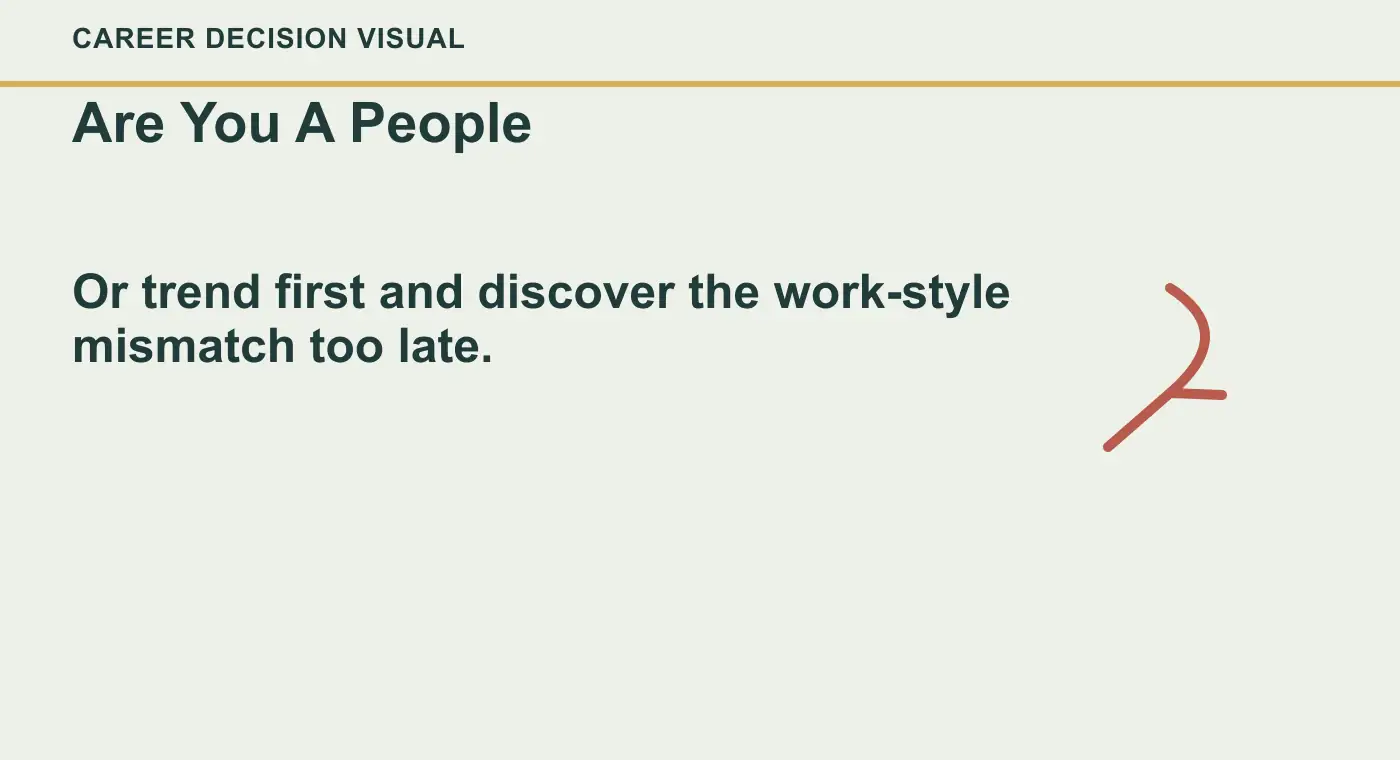 CAREER DECISION VISUAL
Are You A People
Or trend first and discover the work-style
mismatch too late.